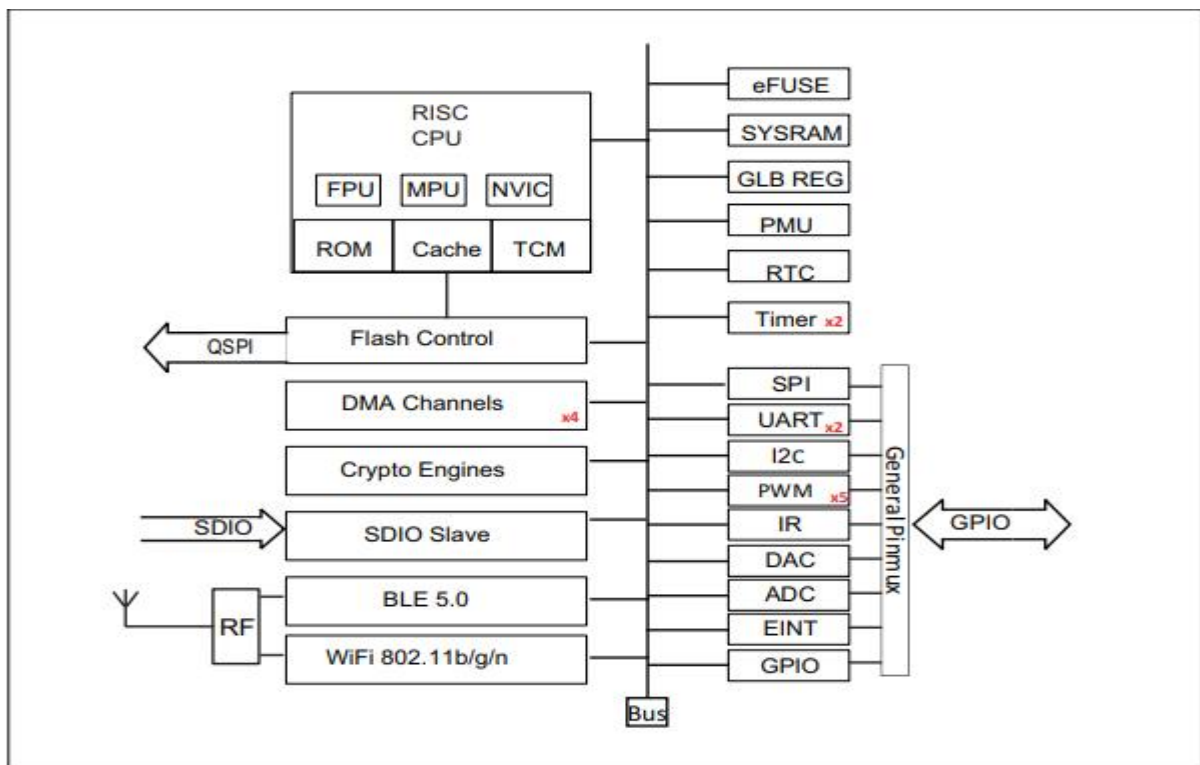 RISC
CPU
FPU
MPU
NVIC
ROM
Cache
TCM
QSPI
Flash Control
DMA Channels
x4
Crypto Engines
SDIO
SDIO Slave
BLE 5.0
RF
WiFi 802.11b/g/n
Bus
eFUSE
SYSRAM
GLB REG
PMU
RTC
Timer x2
SPI
UART x2
I2C
PWM x5
IR
DAC
ADC
EINT
GPIO
General Pinmux
GPIO